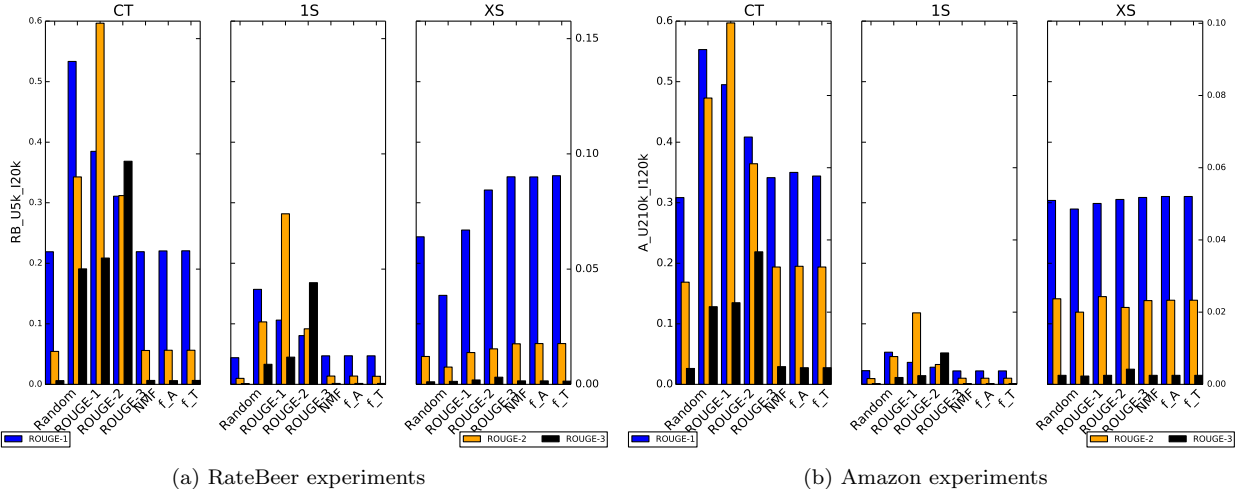 CT 1S XS
0.6 0.15
0.5
0.4
0.10
0.3
0.2
0.05
0.1
0.0 0.00
RB_U5k_I20k
Random ROUGE-1 ROUGE-2 ROUGE-3 NMF f_A f_T
Random ROUGE-1 ROUGE-2 ROUGE-3 NMF f_A f_T
Random ROUGE-1 ROUGE-2 ROUGE-3 NMF f_A f_T
ROUGE-1 ROUGE-2 ROUGE-3
(a) RateBeer experiments
CT 1S XS
0.6 0.10
0.5
0.08
0.4
0.06
0.3
0.04
0.2
0.02
0.1
0.0 0.00
A_U210k_I120k
Random ROUGE-1 ROUGE-2 ROUGE-3 NMF f_A f_T
Random ROUGE-1 ROUGE-2 ROUGE-3 NMF f_A f_T
Random ROUGE-1 ROUGE-2 ROUGE-3 NMF f_A f_T
ROUGE-1 ROUGE-2 ROUGE-3
(b) Amazon experiments